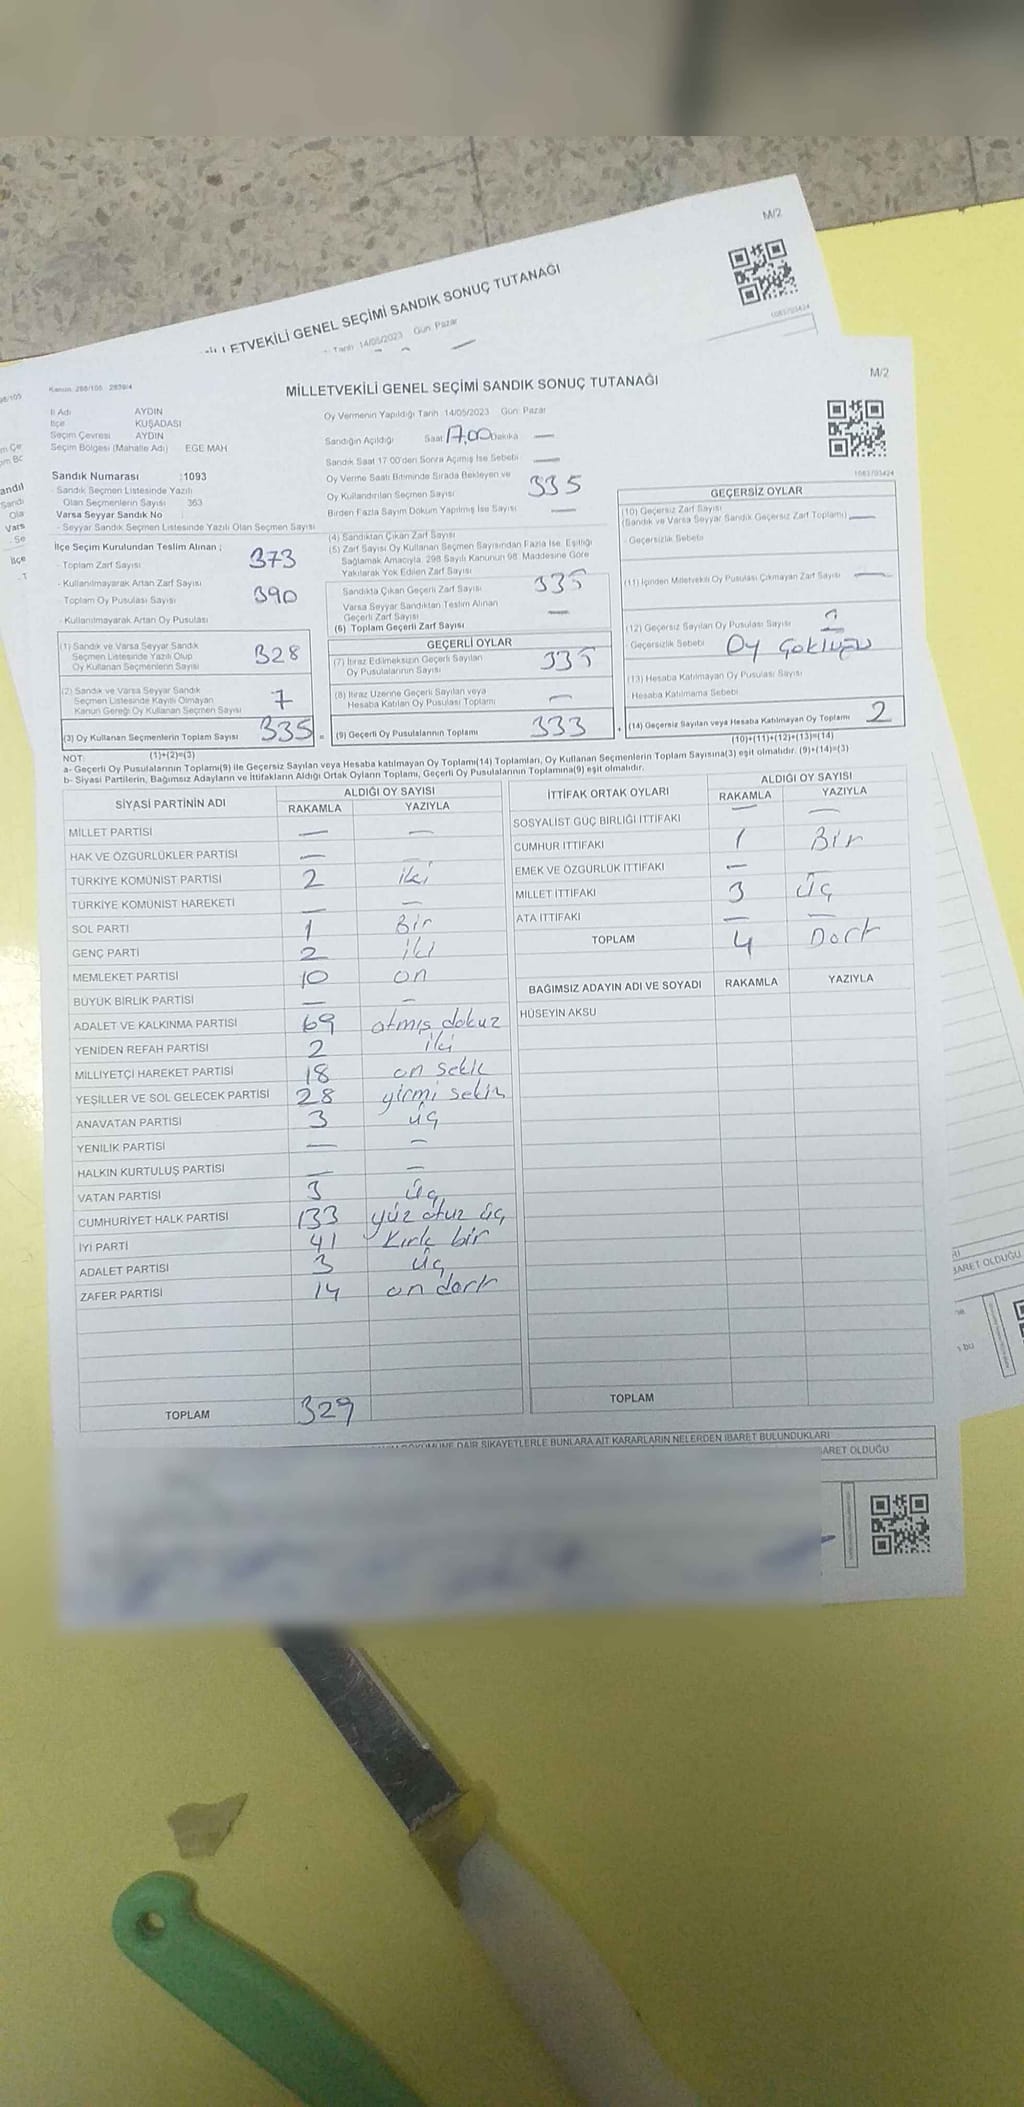 M/2
MİLLETVEKİLİ GENEL SEÇİMİ SANDIK SONUÇ TUTANAĞI
Tarihi 14/05/2023 Gün: Pazar
1083703424
Kanun: 298/105 2839/4
MİLLETVEKİLİ GENEL SEÇİMİ SANDIK SONUÇ TUTANAĞI
M/2
İl Adı AYDIN
İlçe KUŞADASI
Seçim Çevresi AYDIN
Seçim Bölgesi (Mahalle Adı) EGE MAH
Sandık Numarası :1093
- Sandık Seçmen Listesinde Yazılı
Olan Seçmenlerin Sayısı 363
Varsa Seyyar Sandık No
- Seyyar Sandık Seçmen Listesinde Yazılı Olan Seçmen Sayısı
İlçe Seçim Kurulundan Teslim Alınan :
- Toplam Zarf Sayısı 373
- Kullanılmayarak Artan Zarf Sayısı
- Toplam Oy Pusulası Sayısı 390
- Kullanılmayarak Artan Oy Pusulası
(1) Sandık ve Varsa Seyyar Sandık
Seçmen Listesinde Yazılı Olup
Oy Kullanan Seçmenlerin Sayısı 328
(2) Sandık ve Varsa Seyyar Sandık
Seçmen Listesinde Kayıtlı Olmayan
Kanun Gereği Oy Kullanan Seçmen Sayısı 7
(3) Oy Kullanan Seçmenlerin Toplam Sayısı 335
(1)+(2)=(3)
Oy Vermenin Yapıldığı Tarih :14/05/2023 Gün: Pazar
Sandığın Açıldığı Saat 17,00 Dakika —
Sandık Saat 17:00'den Sonra Açılmış İse Sebebi —
Oy Verme Saati Bitiminde Sırada Bekleyen ve
Oy Kullandırılan Seçmen Sayısı 335
Birden Fazla Sayım Döküm Yapılmış İse Sayısı —
(4) Sandıktan Çıkan Zarf Sayısı
(5) Zarf Sayısı Oy Kullanan Seçmen Sayısından Fazla İse, Eşitliği
Sağlamak Amacıyla, 298 Sayılı Kanunun 98. Maddesine Göre
Yakılarak Yok Edilen Zarf Sayısı
Sandıkta Çıkan Geçerli Zarf Sayısı 335
Varsa Seyyar Sandıktan Teslim Alınan
Geçerli Zarf Sayısı —
(6) Toplam Geçerli Zarf Sayısı
GEÇERLİ OYLAR
(7) İtiraz Edilmeksizin Geçerli Sayılan
Oy Pusulalarının Sayısı 335
(8) İtiraz Üzerine Geçerli Sayılan veya
Hesaba Katılan Oy Pusulası Toplamı —
= (9) Geçerli Oy Pusulalarının Toplamı 333
1083703424
GEÇERSİZ OYLAR
(10) Geçersiz Zarf Sayısı
(Sandık ve Varsa Seyyar Sandık Geçersiz Zarf Toplamı) —
- Geçersizlik Sebebi
(11) İçinden Milletvekili Oy Pusulası Çıkmayan Zarf Sayısı —
(12) Geçersiz Sayılan Oy Pusulası Sayısı 2
- Geçersizlik Sebebi Oy çokluğu
(13) Hesaba Katılmayan Oy Pusulası Sayısı
Hesaba Katılmama Sebebi
+ (14) Geçersiz Sayılan veya Hesaba Katılmayan Oy Toplamı 2
(10)+(11)+(12)+(13)=(14)
NOT:
a- Geçerli Oy Pusulalarının Toplamı(9) ile Geçersiz Sayılan veya Hesaba katılmayan Oy Toplamı(14) Toplamları, Oy Kullanan Seçmenlerin Toplam Sayısına(3) eşit olmalıdır. (9)+(14)=(3)
b- Siyasi Partilerin, Bağımsız Adayların ve İttifakların Aldığı Ortak Oyların Toplamı, Geçerli Oy Pusulalarının Toplamına(9) eşit olmalıdır.
SİYASİ PARTİNİN ADI ALDIĞI OY SAYISI
RAKAMLA YAZIYLA
MİLLET PARTİSİ — —
HAK VE ÖZGÜRLÜKLER PARTİSİ — —
TÜRKİYE KOMÜNİST PARTİSİ 2 iki
TÜRKİYE KOMÜNİST HAREKETİ — —
SOL PARTİ 1 Bir
GENÇ PARTİ 2 iki
MEMLEKET PARTİSİ 10 on
BÜYÜK BİRLİK PARTİSİ — —
ADALET VE KALKINMA PARTİSİ 69 atmış dokuz
YENİDEN REFAH PARTİSİ 2 iki
MİLLİYETÇİ HAREKET PARTİSİ 18 on sekiz
YEŞİLLER VE SOL GELECEK PARTİSİ 28 yirmi sekiz
ANAVATAN PARTİSİ 3 üç
YENİLİK PARTİSİ — —
HALKIN KURTULUŞ PARTİSİ — —
VATAN PARTİSİ 3 üç
CUMHURİYET HALK PARTİSİ 133 yüz otuz üç
İYİ PARTİ 41 Kırk bir
ADALET PARTİSİ 3 üç
ZAFER PARTİSİ 14 on dört
TOPLAM 329
İTTİFAK ORTAK OYLARI ALDIĞI OY SAYISI
RAKAMLA YAZIYLA
SOSYALİST GÜÇ BİRLİĞİ İTTİFAKI — —
CUMHUR İTTİFAKI 1 Bir
EMEK VE ÖZGÜRLÜK İTTİFAKI —
MİLLET İTTİFAKI 3 üç
ATA İTTİFAKI — —
TOPLAM 4 Dört
BAĞIMSIZ ADAYIN ADI VE SOYADI RAKAMLA YAZIYLA
HÜSEYİN AKSU
TOPLAM
DAİR ŞİKAYETLERLE BUNLARA AİT KARARLARIN NELERDEN İBARET BULUNDUKLARI
BARET OLDUĞU
BARET OLDUĞU